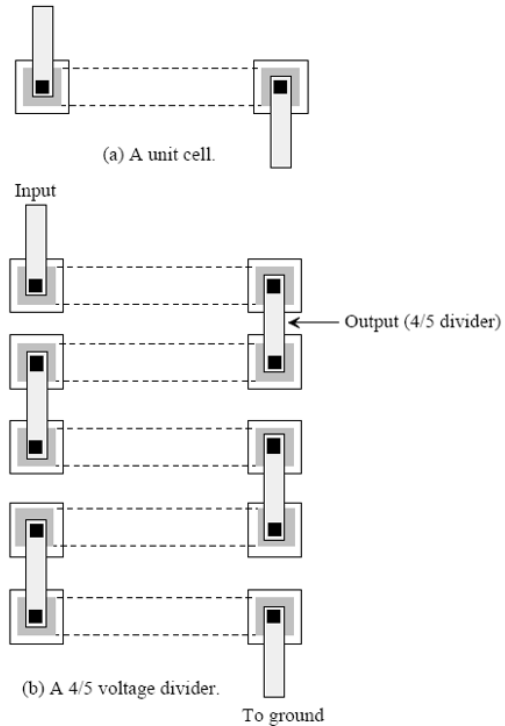 (a) A unit cell.
Input
Output (4/5 divider)
(b) A 4/5 voltage divider.
To ground